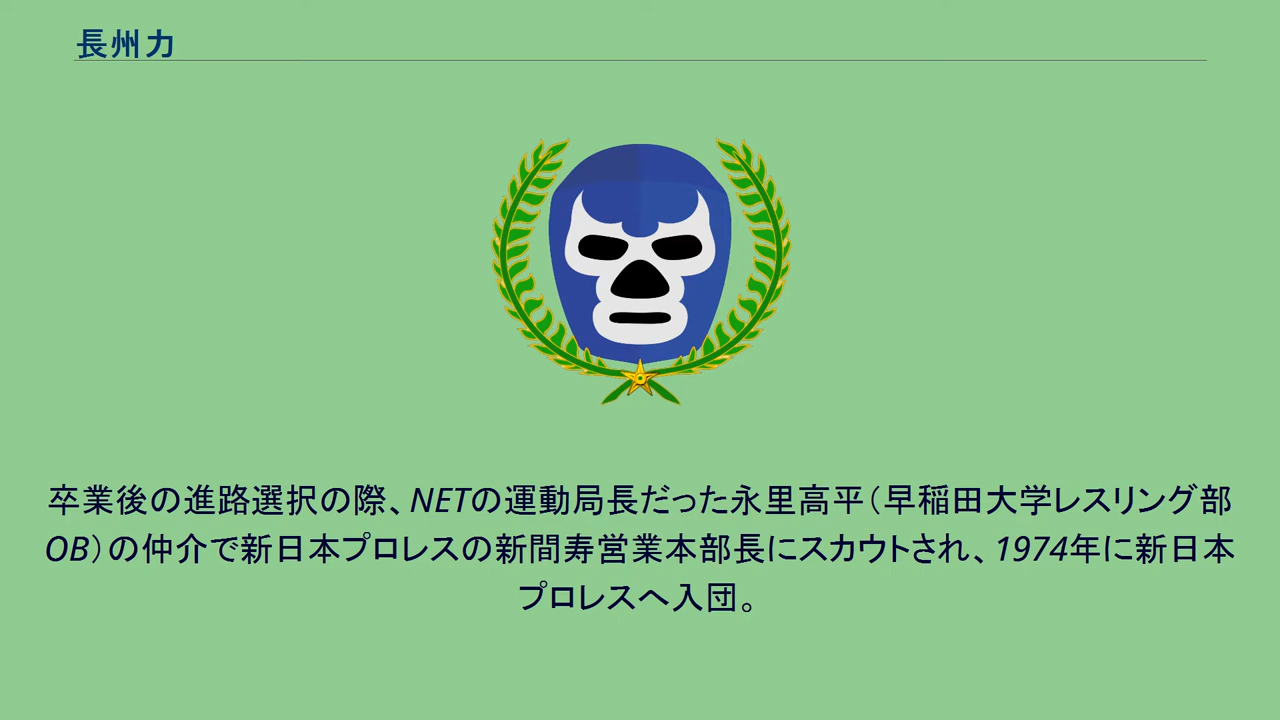 長州力
卒業後の進路選択の際、NETの運動局長だった永里高平（早稲田大学レスリング部
OB）の仲介で新日本プロレスの新間寿営業本部長にスカウトされ、1974年に新日本
プロレスへ入団。